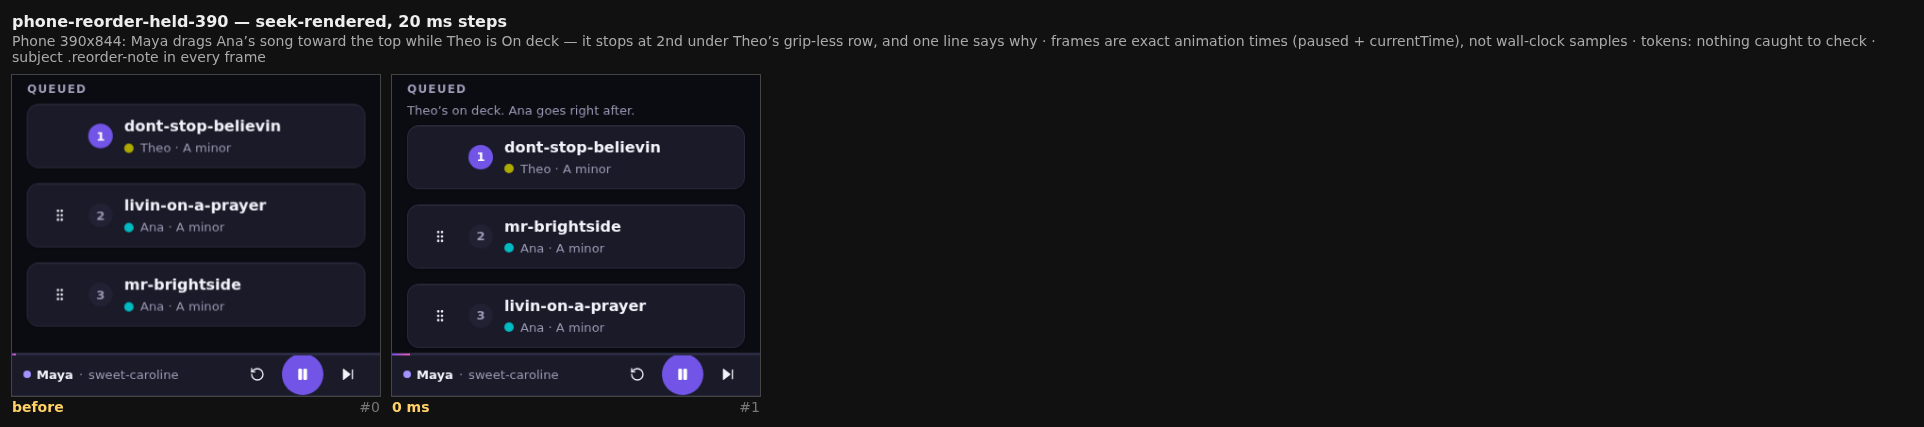 phone-reorder-held-390 — seek-rendered, 20 ms steps
Phone 390x844: Maya drags Ana’s song toward the top while Theo is On deck — it stops at 2nd under Theo’s grip-less row, and one line says why · frames are exact animation times (paused + currentTime), not wall-clock samples · tokens: nothing caught to check ·
subject .reorder-note in every frame
QUEUED
1
dont-stop-believin
Theo · A minor
2
livin-on-a-prayer
Ana · A minor
3
mr-brightside
Ana · A minor
Maya · sweet-caroline
before #0
QUEUED
Theo’s on deck. Ana goes right after.
1
dont-stop-believin
Theo · A minor
2
mr-brightside
Ana · A minor
3
livin-on-a-prayer
Ana · A minor
Maya · sweet-caroline
0 ms #1